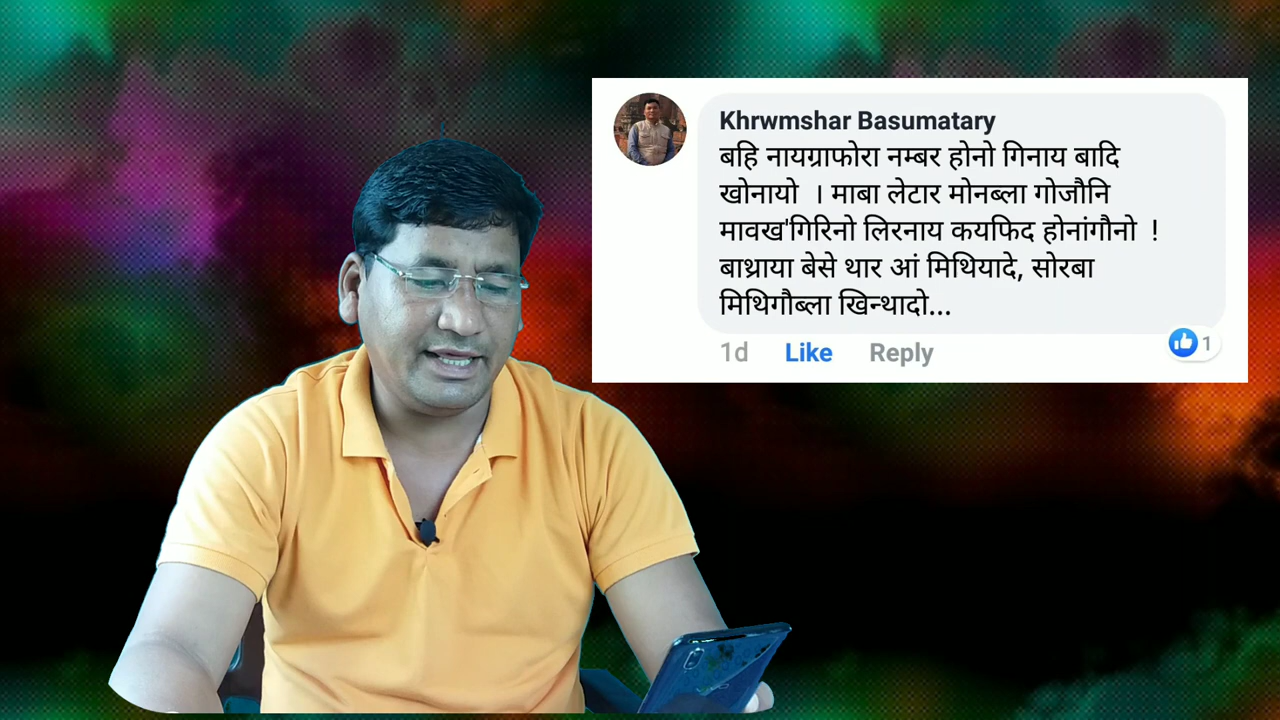 Khrwmshar Basumatary
बहि नायग्राफोरा नम्बर होनो गिनाय बादि
खोनायो । माबा लेटार मोनब्ला गोजौनि
मावख'गिरिनो लिरनाय कयफिद होनांगौनो !
बाथ्राया बेसे थार आं मिथियादे, सोरबा
मिथिगौब्ला खिन्थादो...
1d Like Reply 1